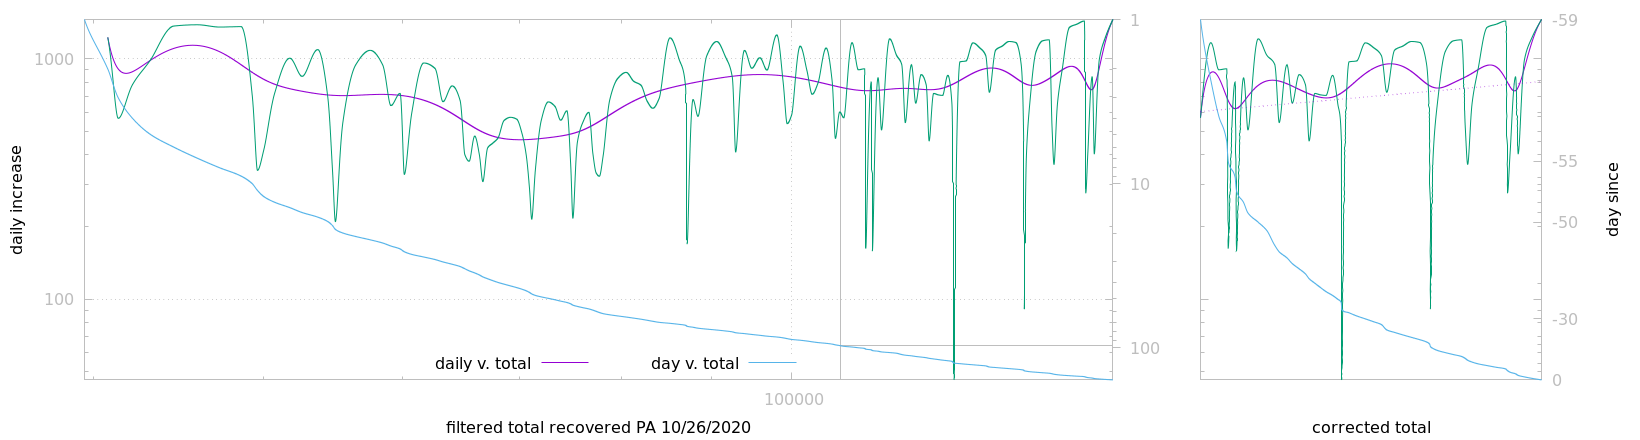 daily increase
1000
100
daily v. total
day v. total
100000
filtered total recovered PA 10/26/2020
1
10
100
-59
-55
-50
-30
0
day since
corrected total